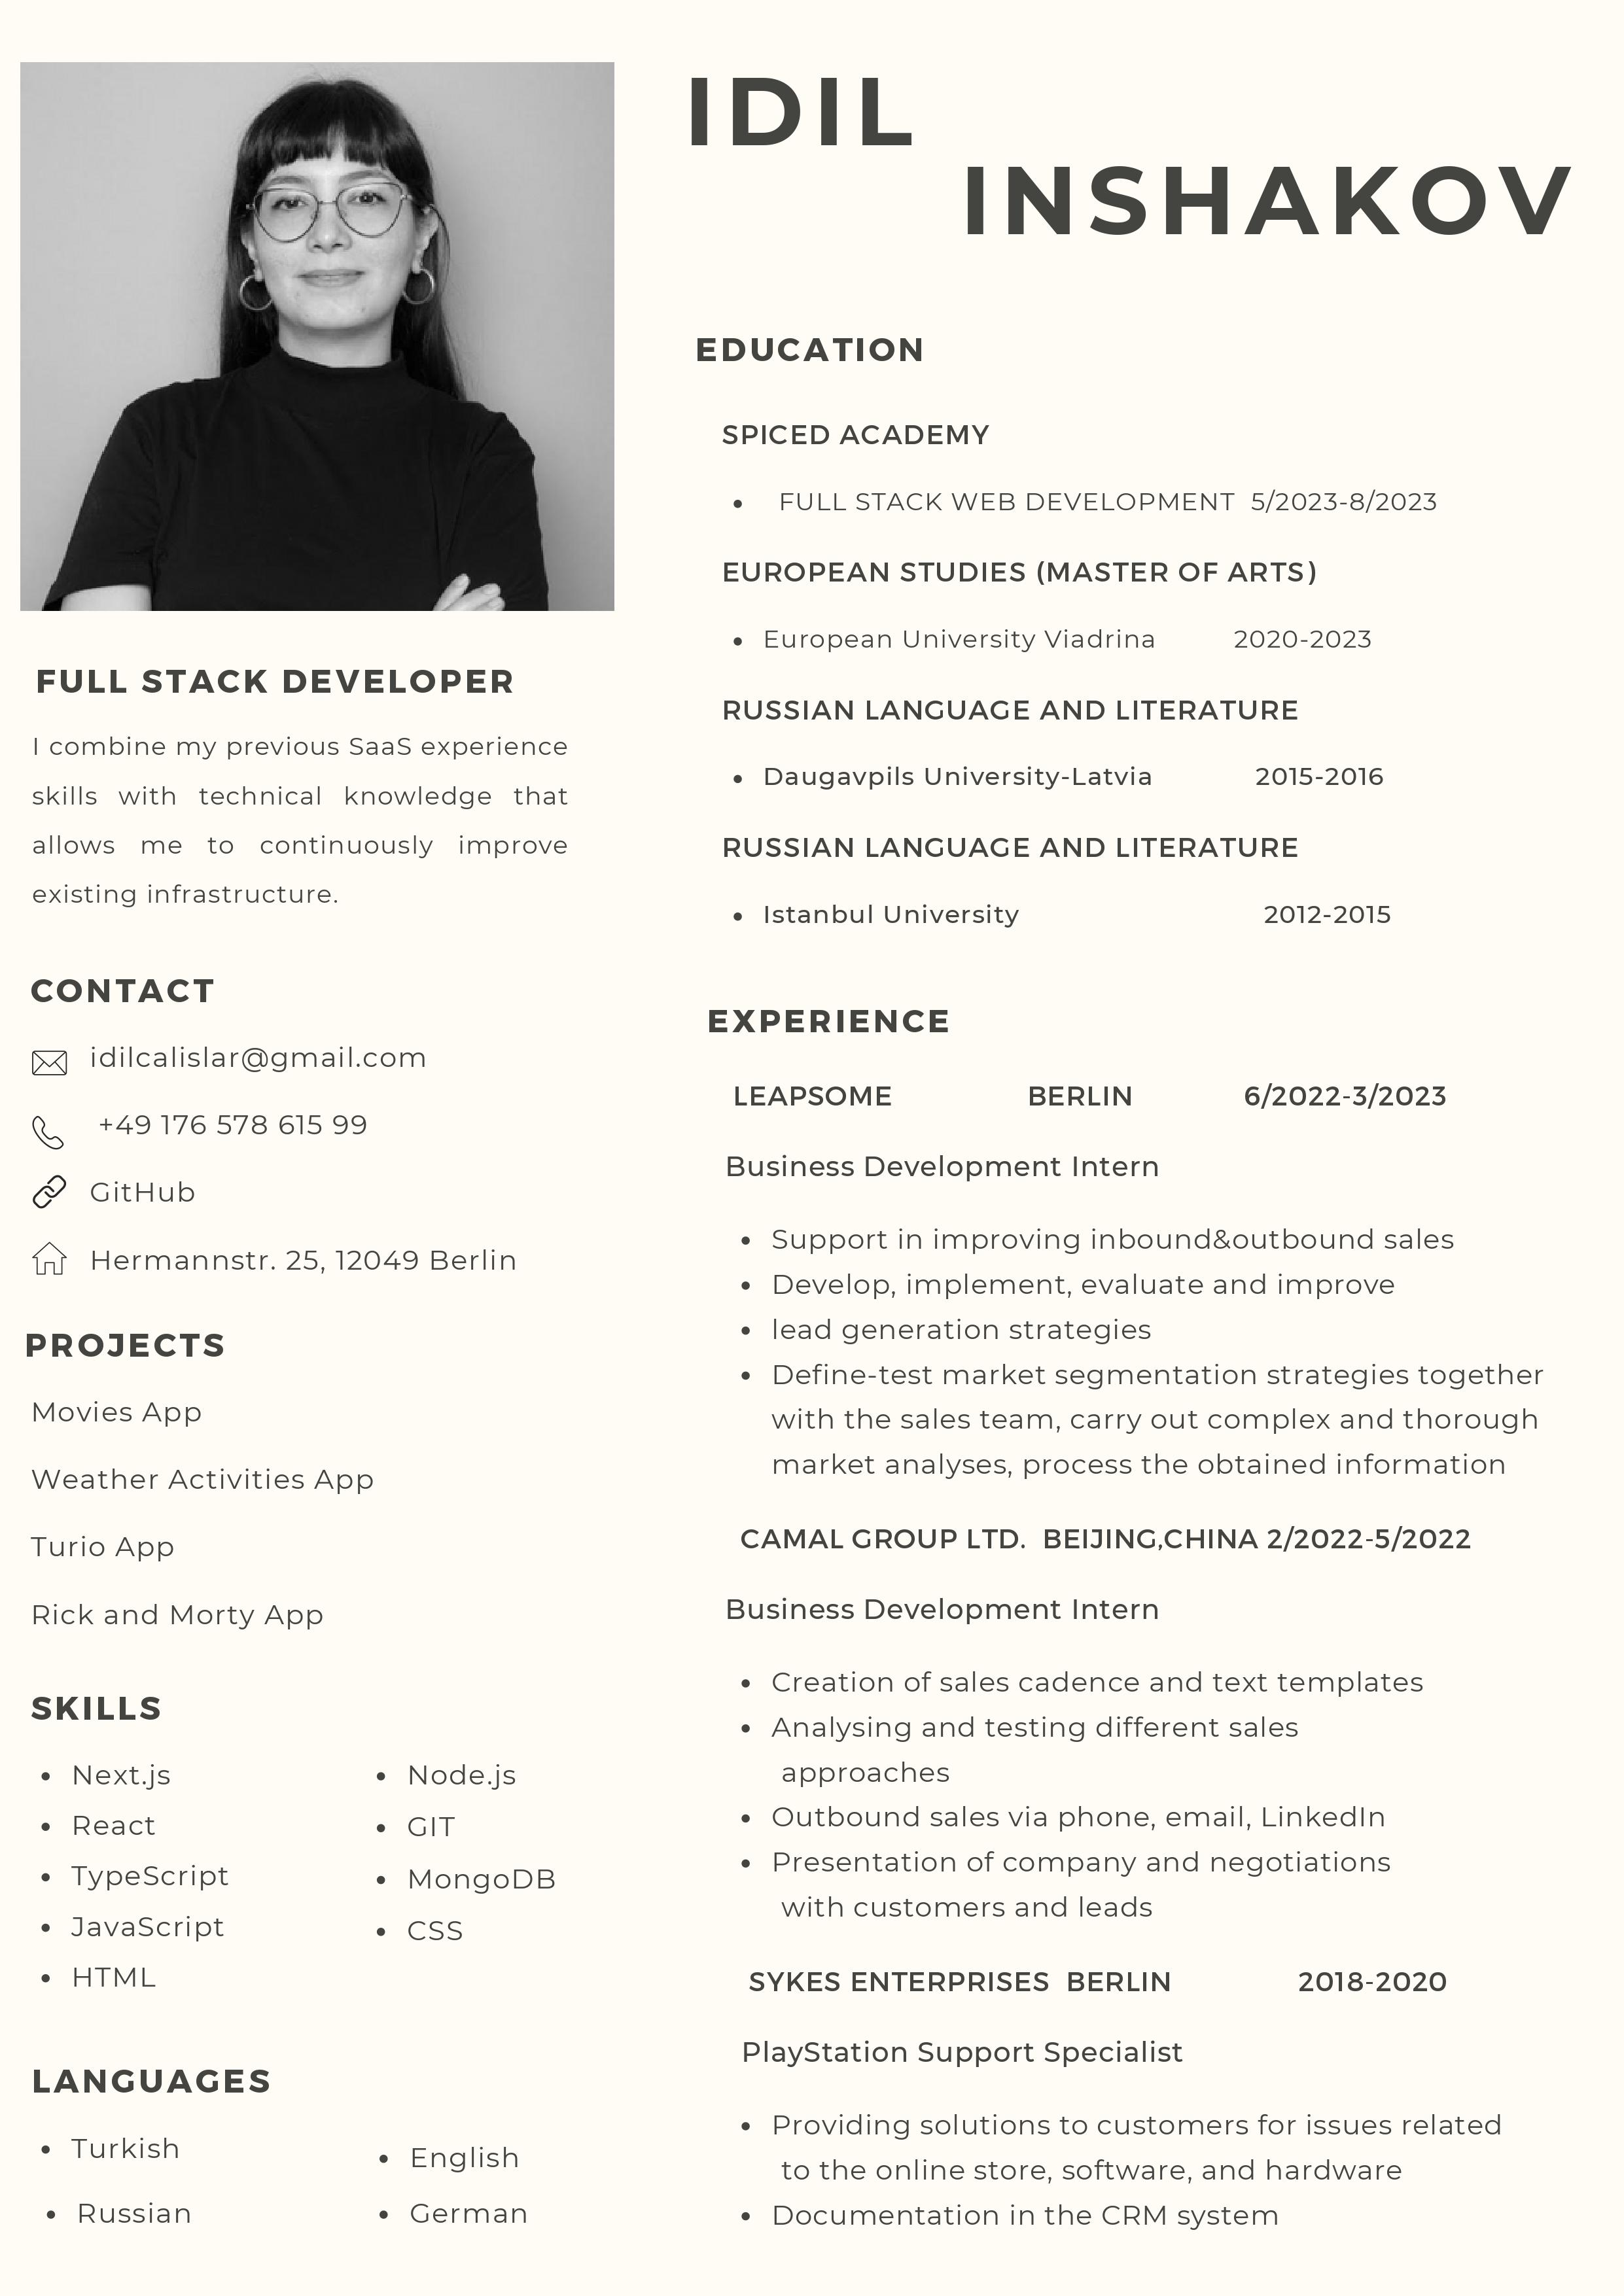 IDIL
INSHAKOV
FULL STACK DEVELOPER
I combine my previous SaaS experience
skills with technical knowledge that
allows me to continuously improve
existing infrastructure.
CONTACT
idilcalislar@gmail.com
+49 176 578 615 99
GitHub
Hermannstr. 25, 12049 Berlin
PROJECTS
Movies App
Weather Activities App
Turio App
Rick and Morty App
SKILLS
• Next.js
• React
• TypeScript
• JavaScript
• HTML
• Node.js
• GIT
• MongoDB
• CSS
LANGUAGES
• Turkish
• Russian
• English
• German
EDUCATION
SPICED ACADEMY
• FULL STACK WEB DEVELOPMENT 5/2023-8/2023
EUROPEAN STUDIES (MASTER OF ARTS)
• European University Viadrina 2020-2023
RUSSIAN LANGUAGE AND LITERATURE
• Daugavpils University-Latvia 2015-2016
RUSSIAN LANGUAGE AND LITERATURE
• Istanbul University 2012-2015
EXPERIENCE
LEAPSOME BERLIN 6/2022-3/2023
Business Development Intern
• Support in improving inbound&outbound sales
• Develop, implement, evaluate and improve
• lead generation strategies
• Define-test market segmentation strategies together
with the sales team, carry out complex and thorough
market analyses, process the obtained information
CAMAL GROUP LTD. BEIJING,CHINA 2/2022-5/2022
Business Development Intern
• Creation of sales cadence and text templates
• Analysing and testing different sales
approaches
• Outbound sales via phone, email, LinkedIn
• Presentation of company and negotiations
with customers and leads
SYKES ENTERPRISES BERLIN 2018-2020
PlayStation Support Specialist
• Providing solutions to customers for issues related
to the online store, software, and hardware
• Documentation in the CRM system